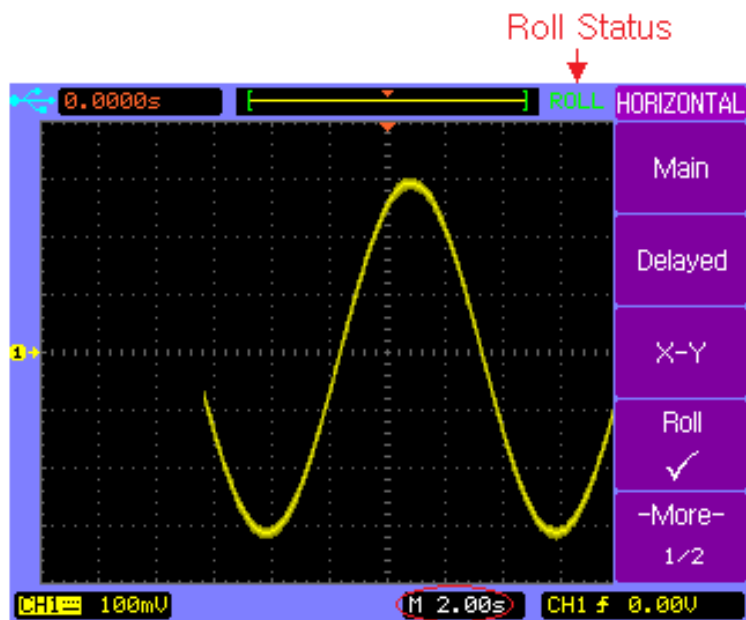 Roll Status
0.0000s
ROLL
HORIZONTAL
Main
Delayed
X-Y
Roll
-More-
1/2
1
CH1 100mV
M 2.00s
CH1 0.00V